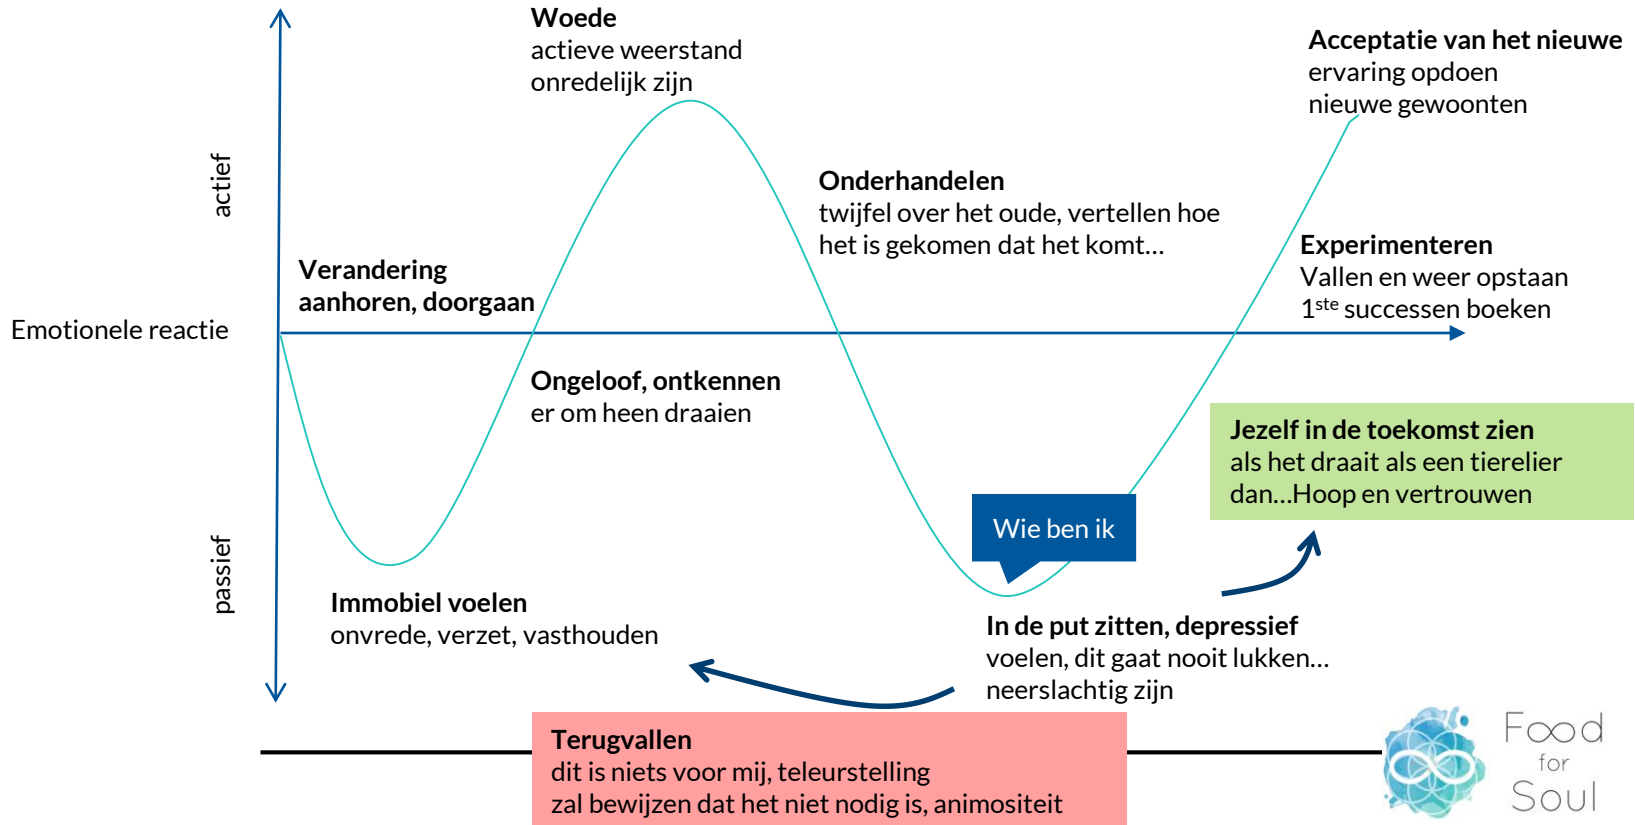 Woede
actieve weerstand
onredelijk zijn
Acceptatie van het nieuwe
ervaring opdoen
nieuwe gewoonten
actief
Onderhandelen
twijfel over het oude, vertellen hoe
het is gekomen dat het komt...
Verandering
aanhoren, doorgaan
Experimenteren
Vallen en weer opstaan
1ste successen boeken
Emotionele reactie
Ongeloof, ontkennen
er om heen draaien
Jezelf in de toekomst zien
als het draait als een tierelier
dan...Hoop en vertrouwen
Wie ben ik
passief
Immobiel voelen
onvrede, verzet, vasthouden
In de put zitten, depressief
voelen, dit gaat nooit lukken...
neerslachtig zijn
Terugvallen
dit is niets voor mij, teleurstelling
zal bewijzen dat het niet nodig is, animositeit
Food
for
Soul